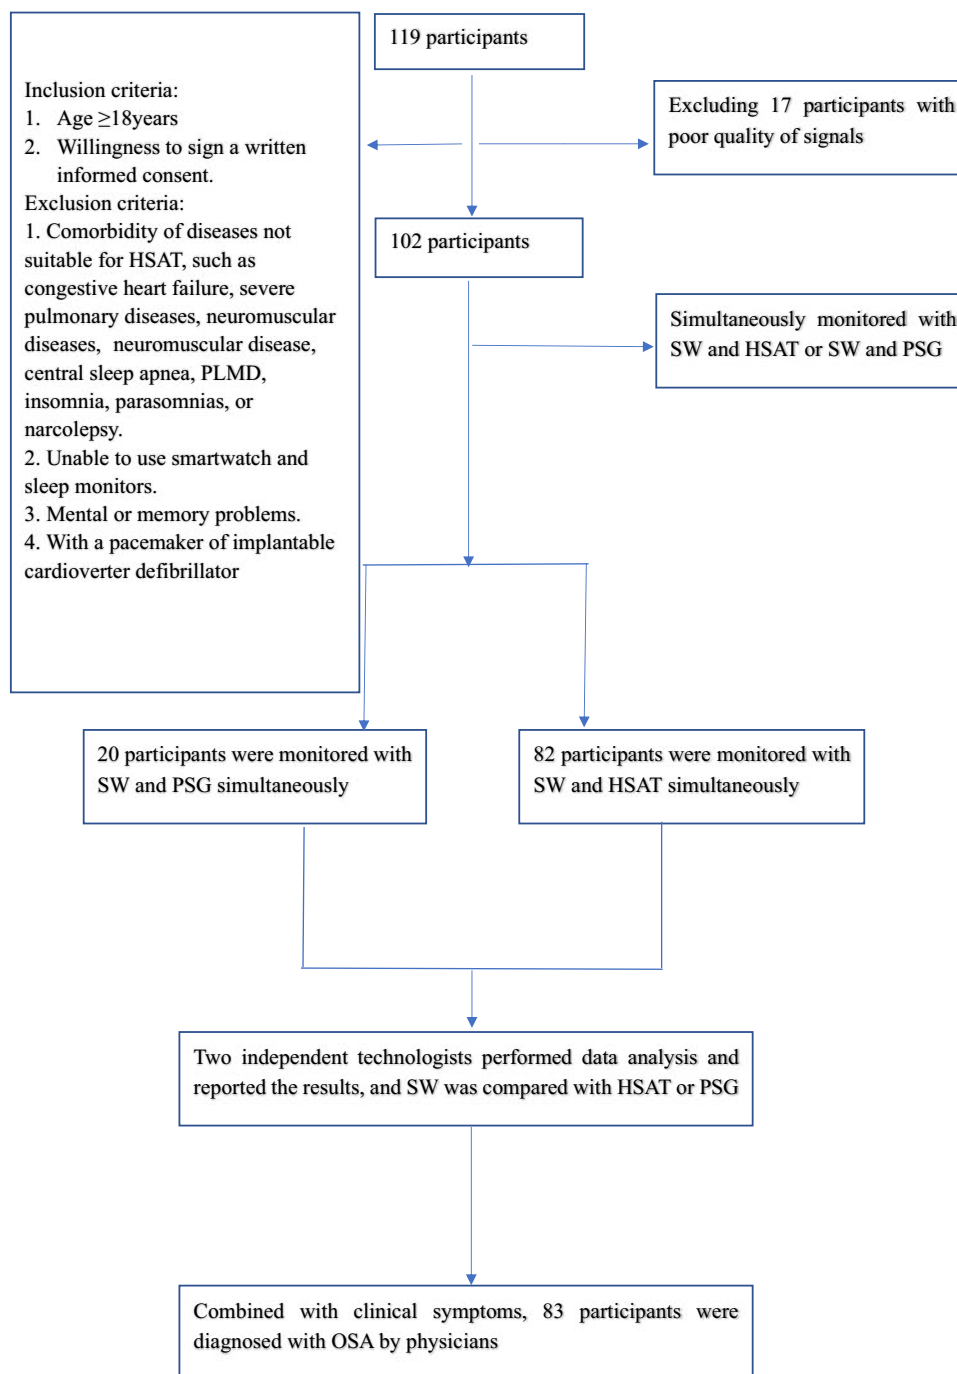 119 participants
Inclusion criteria:
1. Age ≥18years
2. Willingness to sign a written
informed consent.
Exclusion criteria:
1. Comorbidity of diseases not
suitable for HSAT, such as
congestive heart failure, severe
pulmonary diseases, neuromuscular
diseases, neuromuscular disease,
central sleep apnea, PLMD,
insomnia, parasomnias, or
narcolepsy.
2. Unable to use smartwatch and
sleep monitors.
3. Mental or memory problems.
4. With a pacemaker of implantable
cardioverter defibrillator
Excluding 17 participants with
poor quality of signals
102 participants
Simultaneously monitored with
SW and HSAT or SW and PSG
20 participants were monitored with
SW and PSG simultaneously
82 participants were monitored with
SW and HSAT simultaneously
Two independent technologists performed data analysis and
reported the results, and SW was compared with HSAT or PSG
Combined with clinical symptoms, 83 participants were
diagnosed with OSA by physicians